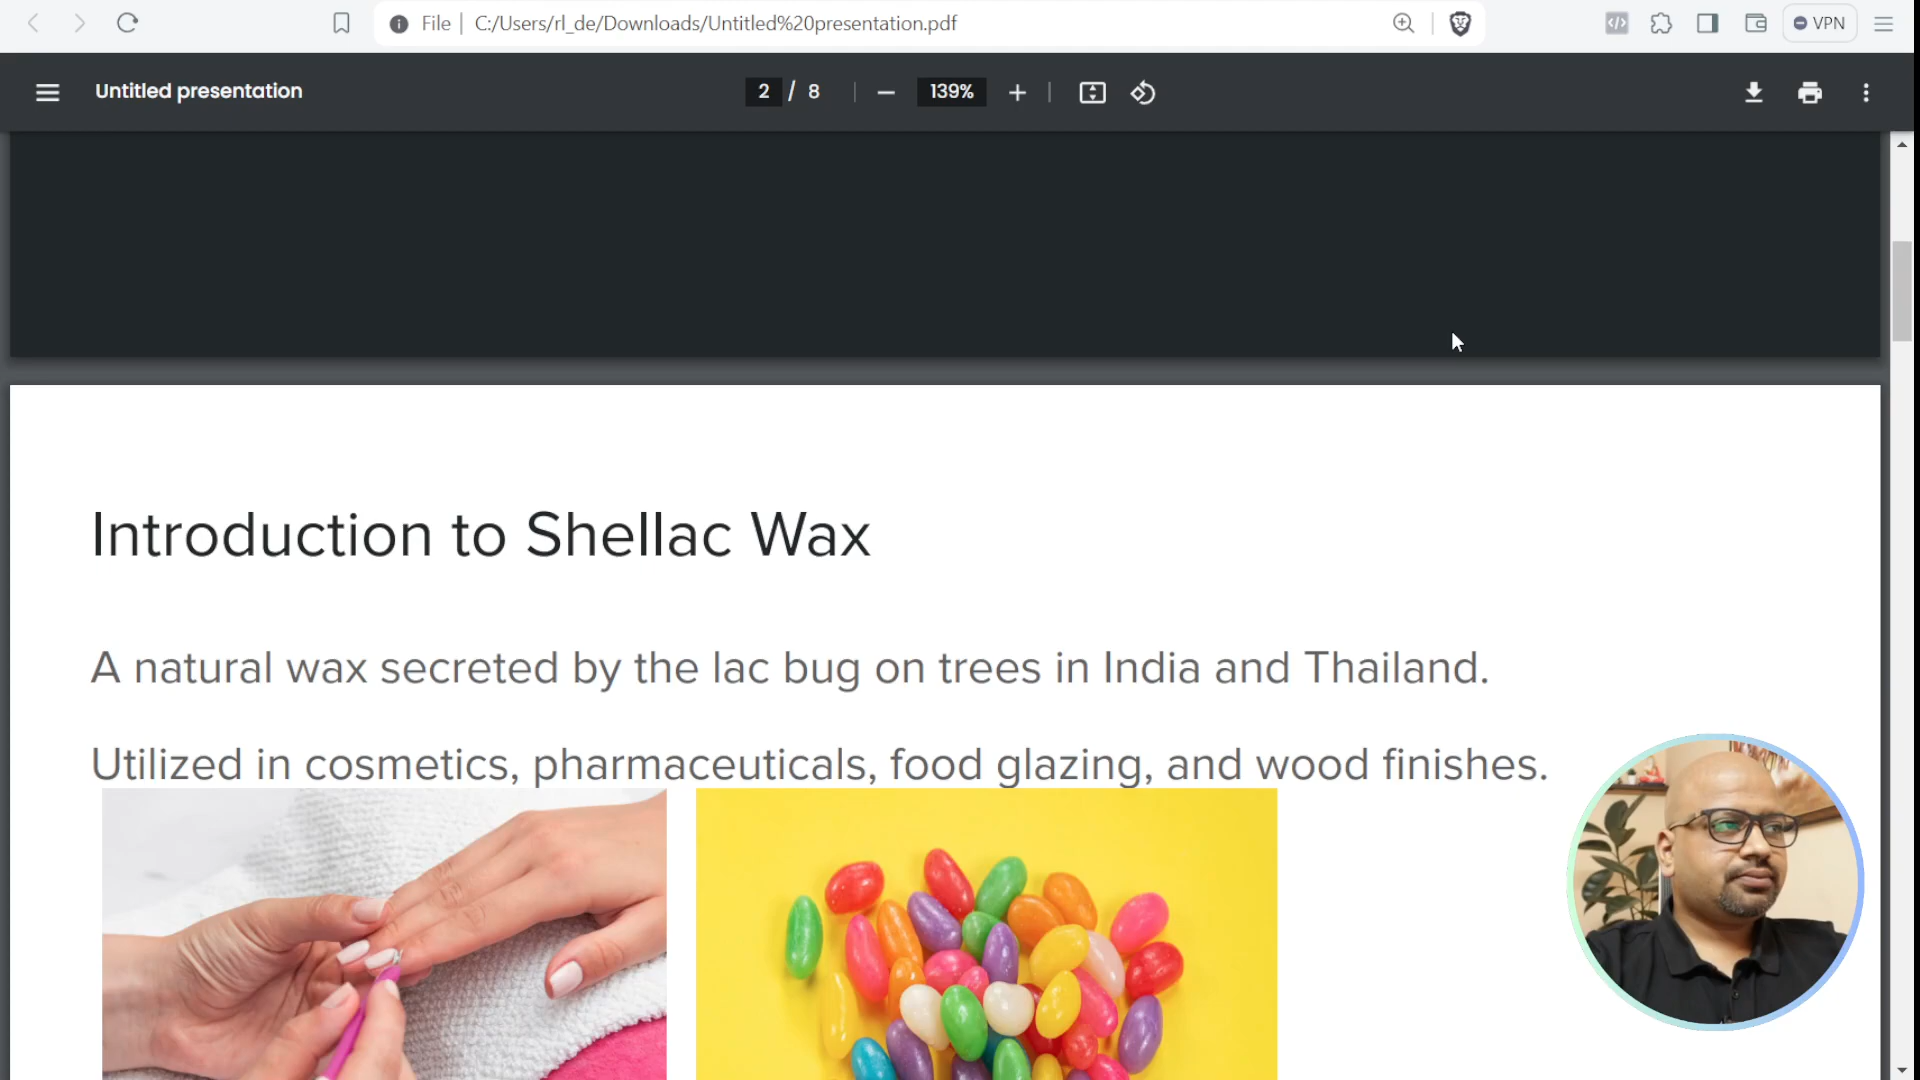 File | C:/Users/rl_de/Downloads/Untitled%20presentation.pdf
VPN
Untitled presentation
2 / 8
139%
Introduction to Shellac Wax
A natural wax secreted by the lac bug on trees in India and Thailand.
Utilized in cosmetics, pharmaceuticals, food glazing, and wood finishes.